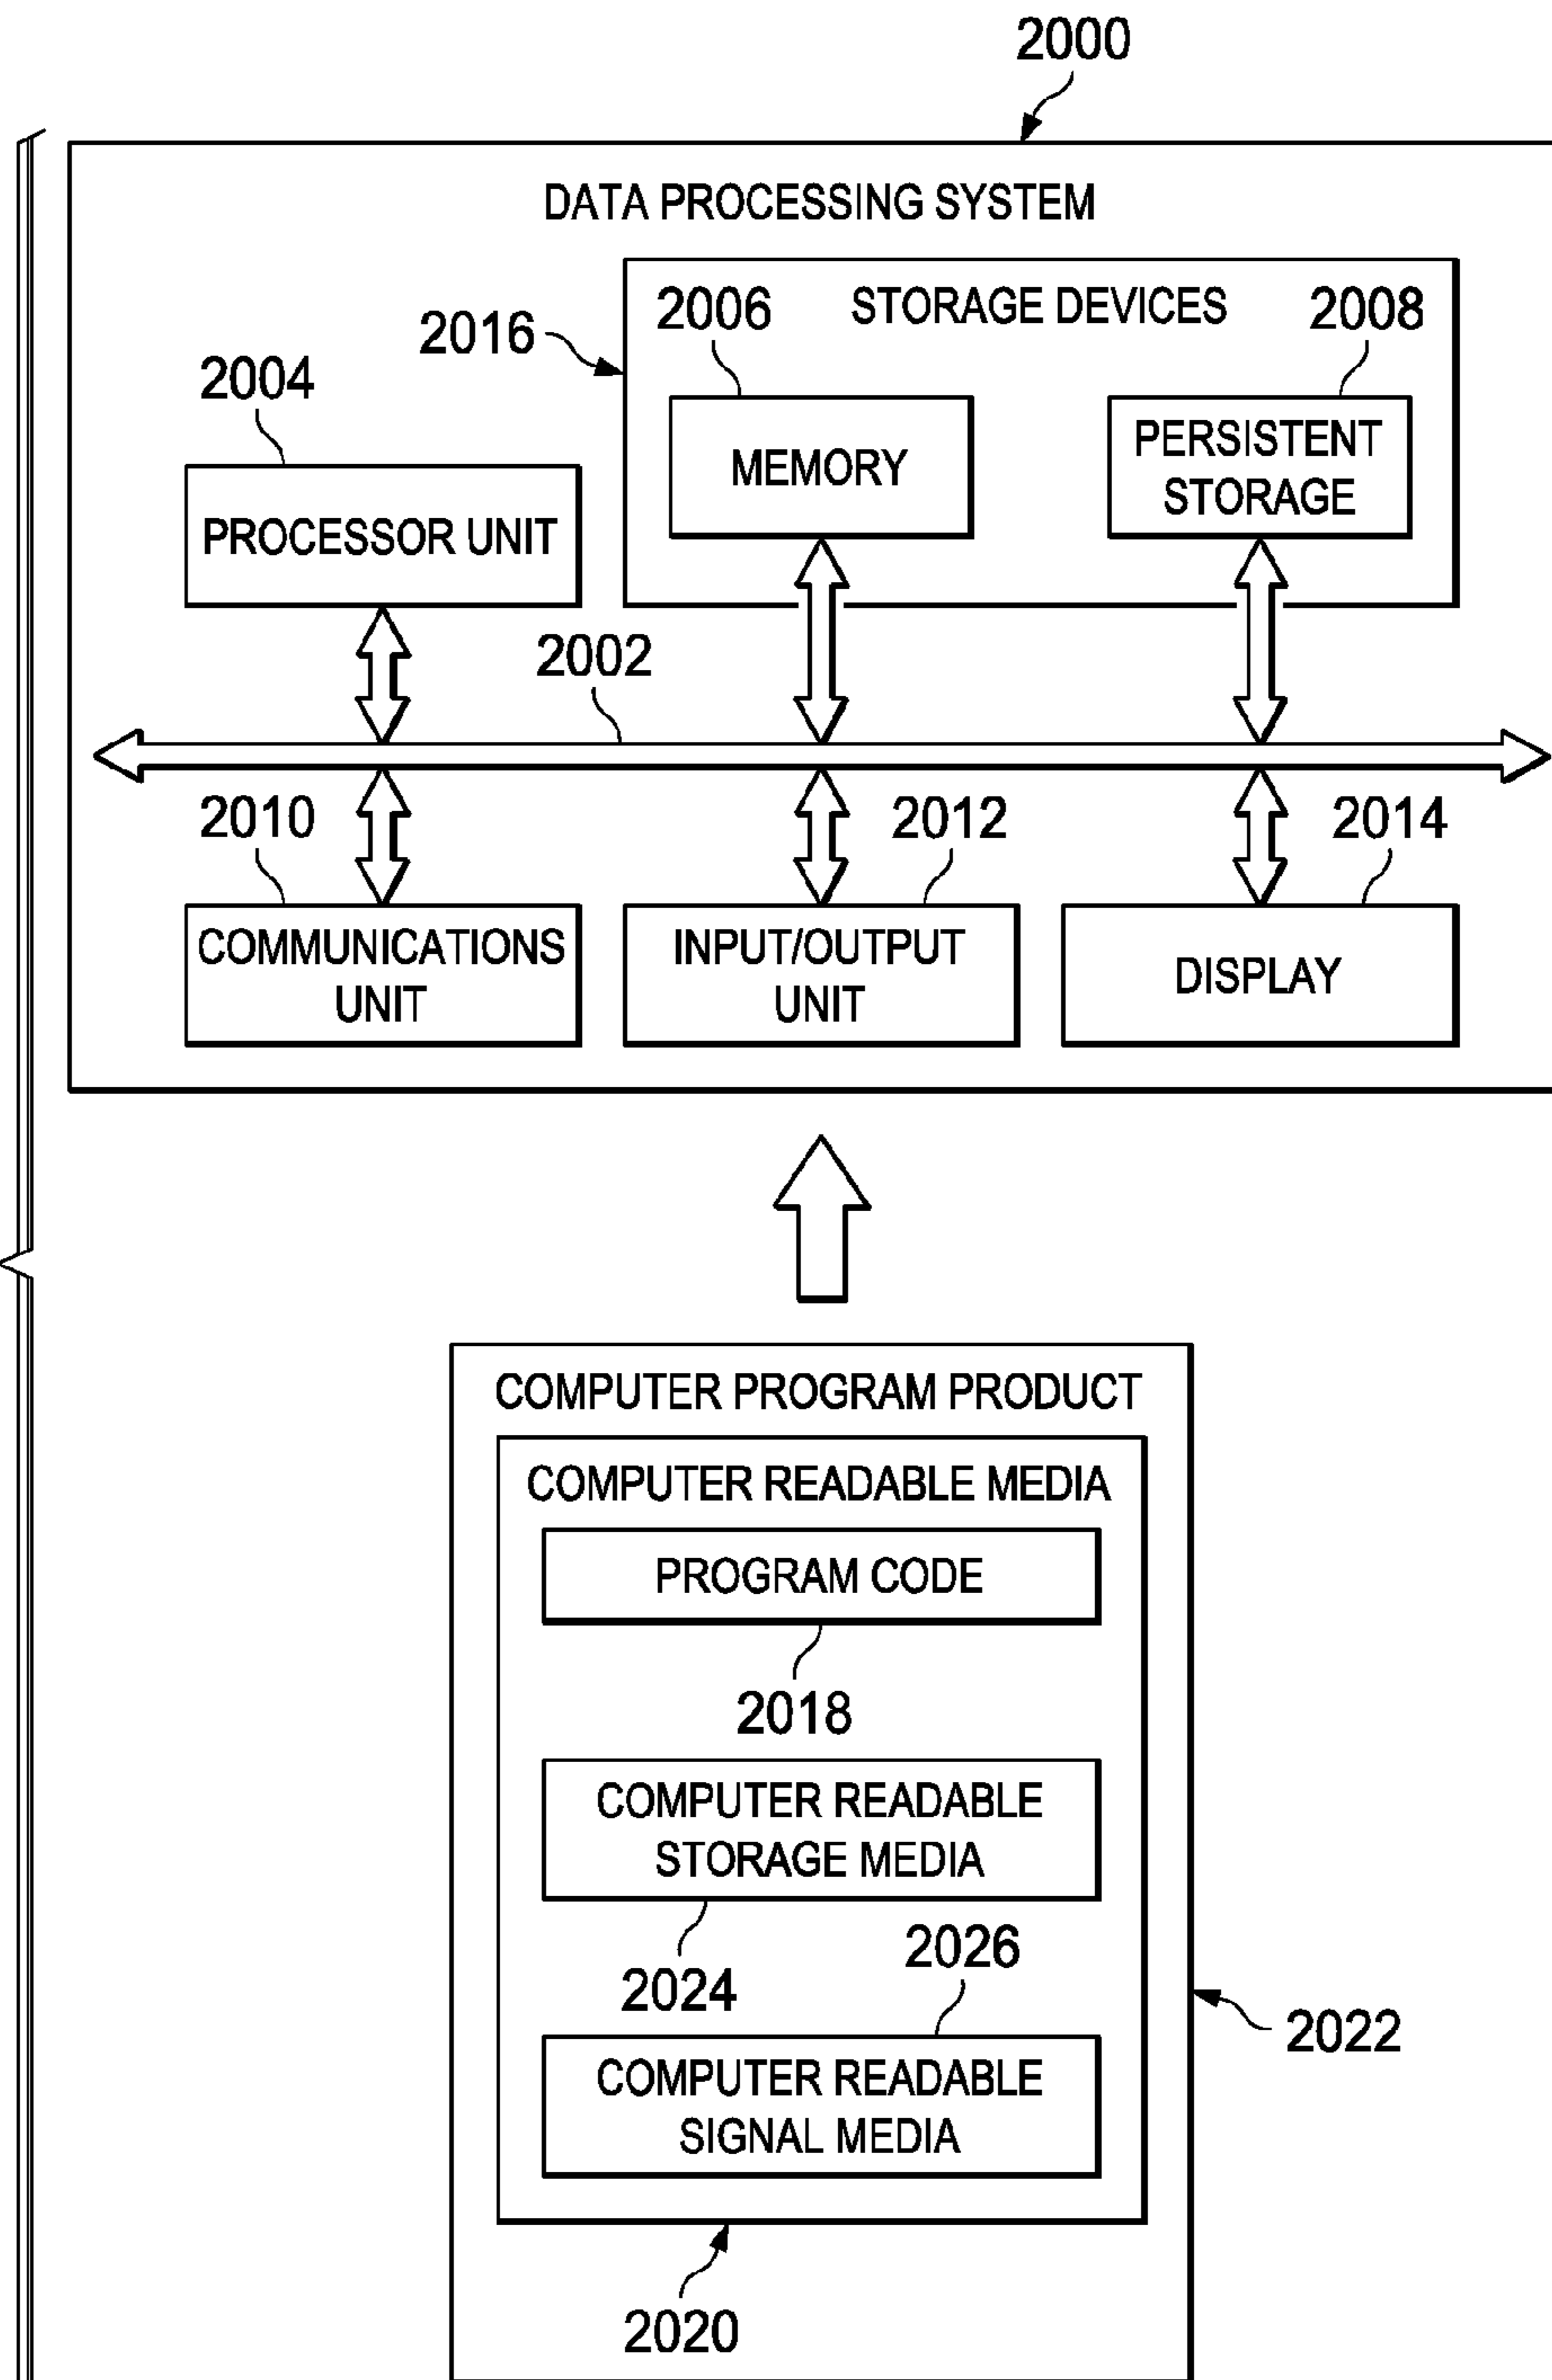 2000
DATA PROCESSING SYSTEM
2016
2006
STORAGE DEVICES
2008
2004
MEMORY
PERSISTENT
STORAGE
PROCESSOR UNIT
2002
2010
2012
2014
COMMUNICATIONS
UNIT
INPUT/OUTPUT
UNIT
DISPLAY
COMPUTER PROGRAM PRODUCT
COMPUTER READABLE MEDIA
PROGRAM CODE
2018
COMPUTER READABLE
STORAGE MEDIA
2024
2026
2022
COMPUTER READABLE
SIGNAL MEDIA
2020